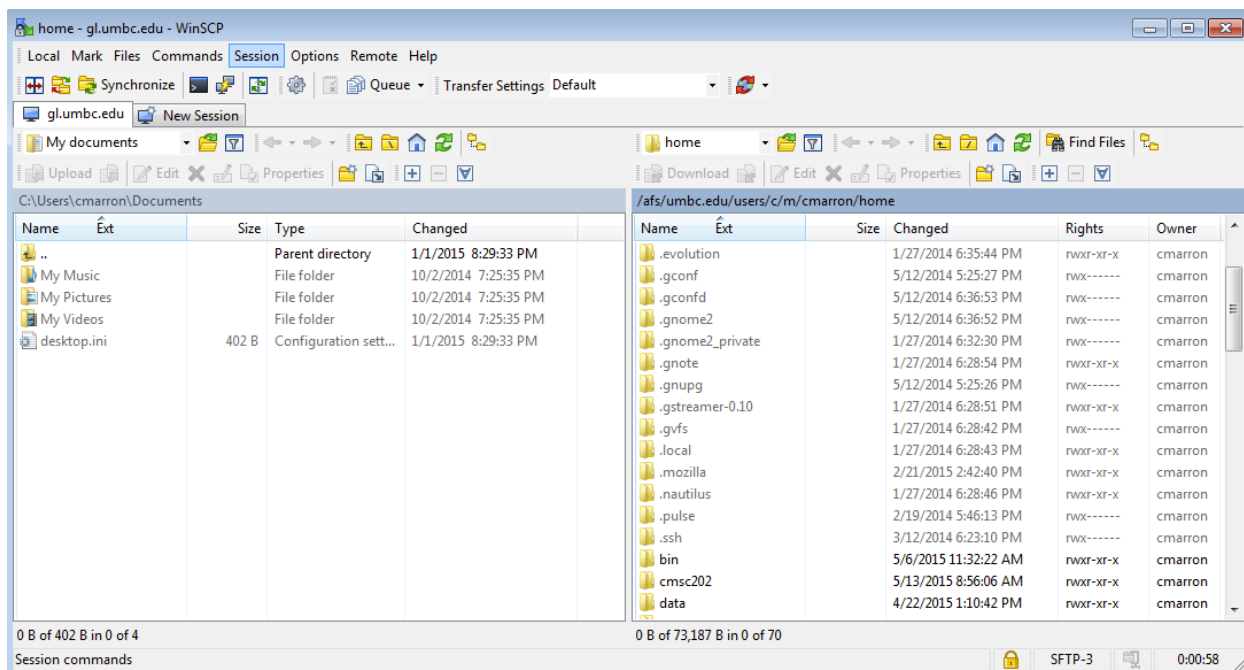 home - gl.umbc.edu - WinSCP
Local Mark Files Commands Session Options Remote Help
Synchronize Queue Transfer Settings Default
gl.umbc.edu New Session
My documents home Find Files
Upload Edit Properties Download Edit Properties
C:\Users\cmarron\Documents /afs/umbc.edu/users/c/m/cmarron/home
Name Ext Size Type Changed Name Ext Size Changed Rights Owner
.. Parent directory 1/1/2015 8:29:33 PM .evolution 1/27/2014 6:35:44 PM rwxr-xr-x cmarron
My Music File folder 10/2/2014 7:25:35 PM .gconf 5/12/2014 5:25:27 PM rwx------ cmarron
My Pictures File folder 10/2/2014 7:25:35 PM .gconfd 5/12/2014 6:36:53 PM rwx------ cmarron
My Videos File folder 10/2/2014 7:25:35 PM .gnome2 5/12/2014 6:36:52 PM rwx------ cmarron
desktop.ini 402 B Configuration sett... 1/1/2015 8:29:33 PM .gnome2_private 1/27/2014 6:32:30 PM rwx------ cmarron
.gnote 1/27/2014 6:28:54 PM rwxr-xr-x cmarron
.gnupg 5/12/2014 5:25:26 PM rwx------ cmarron
.gstreamer-0.10 1/27/2014 6:28:51 PM rwxr-xr-x cmarron
.gvfs 1/27/2014 6:28:42 PM rwx------ cmarron
.local 1/27/2014 6:28:43 PM rwxr-xr-x cmarron
.mozilla 2/21/2015 2:42:40 PM rwxr-xr-x cmarron
.nautilus 1/27/2014 6:28:46 PM rwxr-xr-x cmarron
.pulse 2/19/2014 5:46:13 PM rwx------ cmarron
.ssh 3/12/2014 6:23:10 PM rwx------ cmarron
bin 5/6/2015 11:32:22 AM rwxr-xr-x cmarron
cmsc202 5/13/2015 8:56:06 AM rwxr-xr-x cmarron
data 4/22/2015 1:10:42 PM rwxr-xr-x cmarron
0 B of 402 B in 0 of 4 0 B of 73,187 B in 0 of 70
Session commands SFTP-3 0:00:58